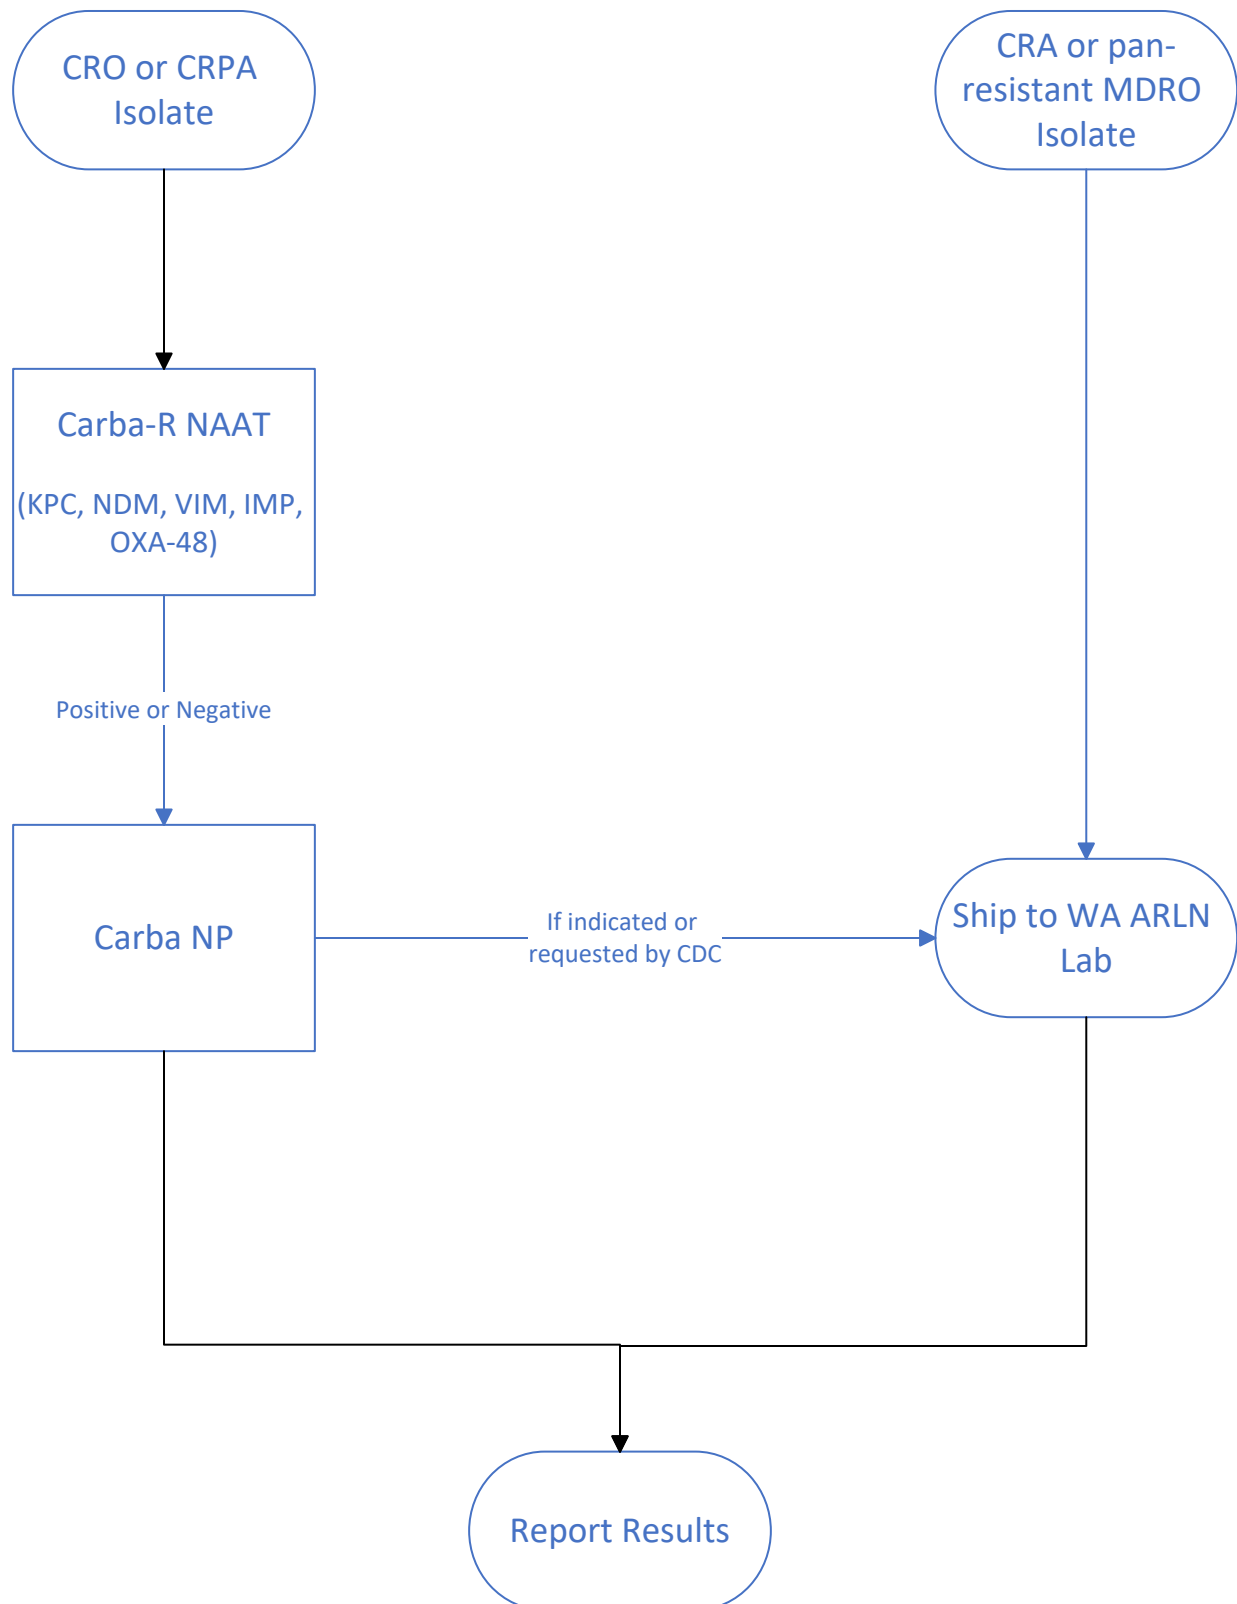 CRO or CRPA
Isolate
CRA or pan-
resistant MDRO
Isolate
Carba-R NAAT
(KPC, NDM, VIM, IMP,
OXA-48)
Positive or Negative
Carba NP
If indicated or
requested by CDC
Ship to WA ARLN
Lab
Report Results